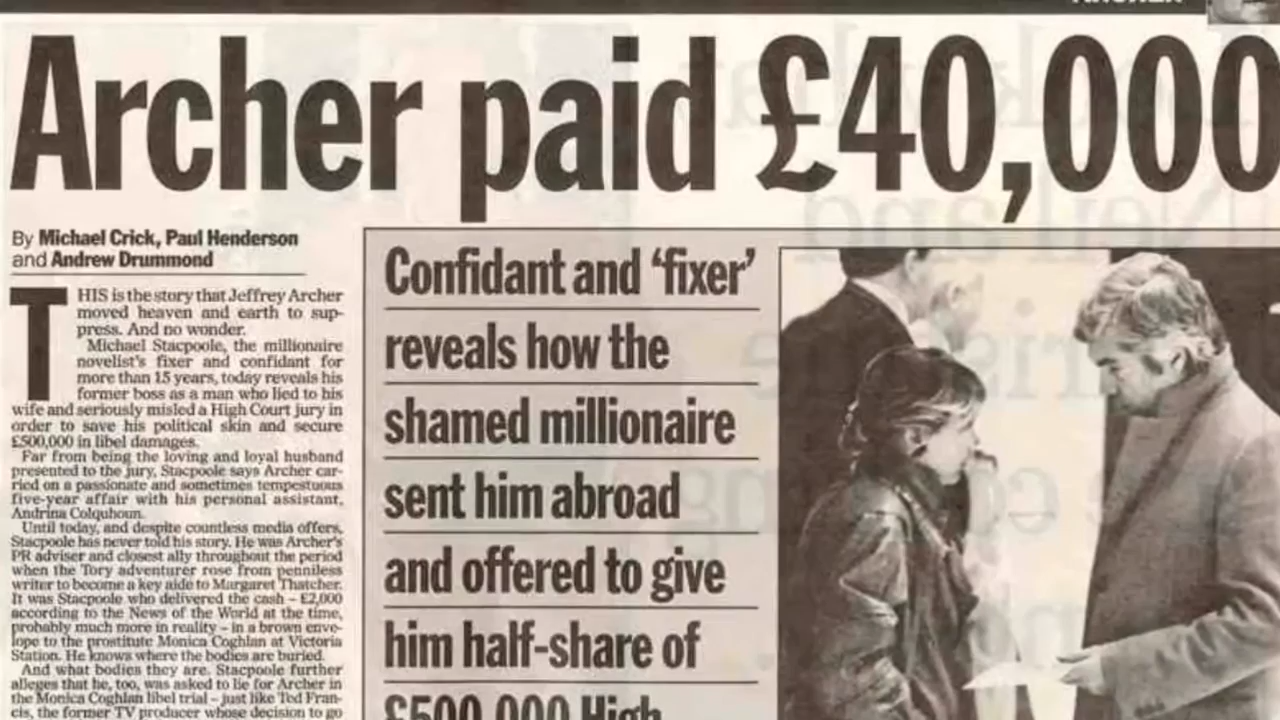 Archer paid £40,000
By Michael Crick, Paul Henderson
and Andrew Drummond
THIS is the story that Jeffrey Archer
moved heaven and earth to sup-
press. And no wonder.
Michael Stacpoole, the millionaire
novelist's fixer and confidant for
more than 15 years, today reveals his
former boss as a man who lied to his
wife and seriously misled a High Court jury in
order to save his political skin and secure
£500,000 in libel damages.
Far from being the loving and loyal husband
presented to the jury, Stacpoole says Archer car-
ried on a passionate and sometimes tempestuous
five-year affair with his personal assistant,
Andrina Colquhoun.
Until today, and despite countless media offers,
Stacpoole has never told his story. He was Archer's
PR adviser and closest ally throughout the period
when the Tory adventurer rose from penniless
writer to become a key aide to Margaret Thatcher.
It was Stacpoole who delivered the cash – £2,000
according to the News of the World at the time,
probably much more in reality – in a brown enve-
lope to the prostitute Monica Coghlan at Victoria
Station. He knows where the bodies are buried.
And what bodies they are. Stacpoole further
alleges that he, too, was asked to lie for Archer in
the Monica Coghlan libel trial – just like Ted Fran-
cis, the former TV producer whose decision to go
Confidant and ‘fixer’
reveals how the
shamed millionaire
sent him abroad
and offered to give
him half-share of
£500,000 High